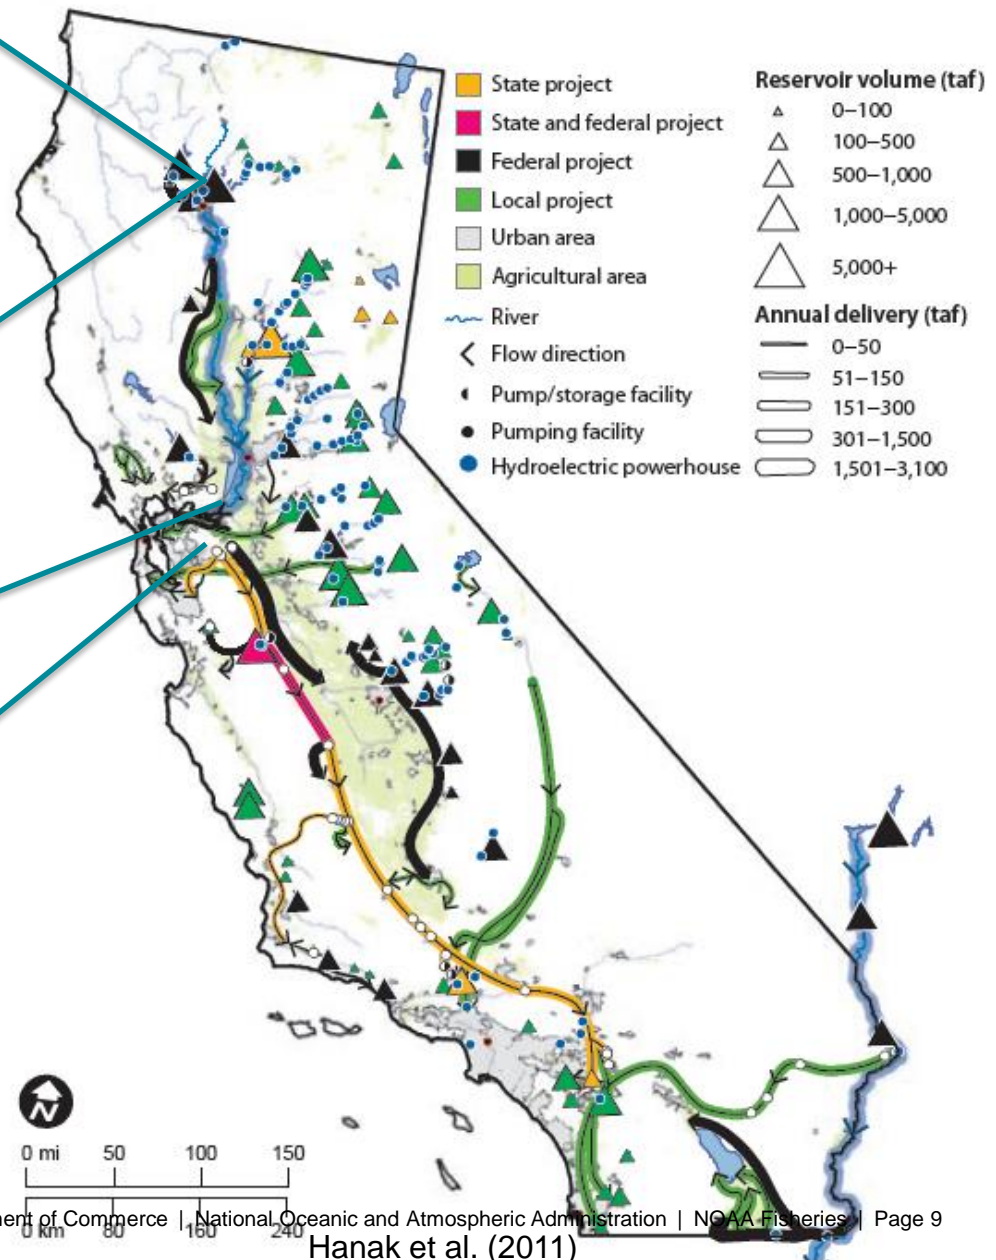 State project
State and federal project
Federal project
Local project
Urban area
Agricultural area
River
Flow direction
Pump/storage facility
Pumping facility
Hydroelectric powerhouse
Reservoir volume (taf)
0–100
100–500
500–1,000
1,000–5,000
5,000+
Annual delivery (taf)
0–50
51–150
151–300
301–1,500
1,501–3,100
N
0 mi 50 100 150
0 km 80 160 240
ent of Commerce | National Oceanic and Atmospheric Administration | NOAA Fisheries | Page 9
Hanak et al. (2011)